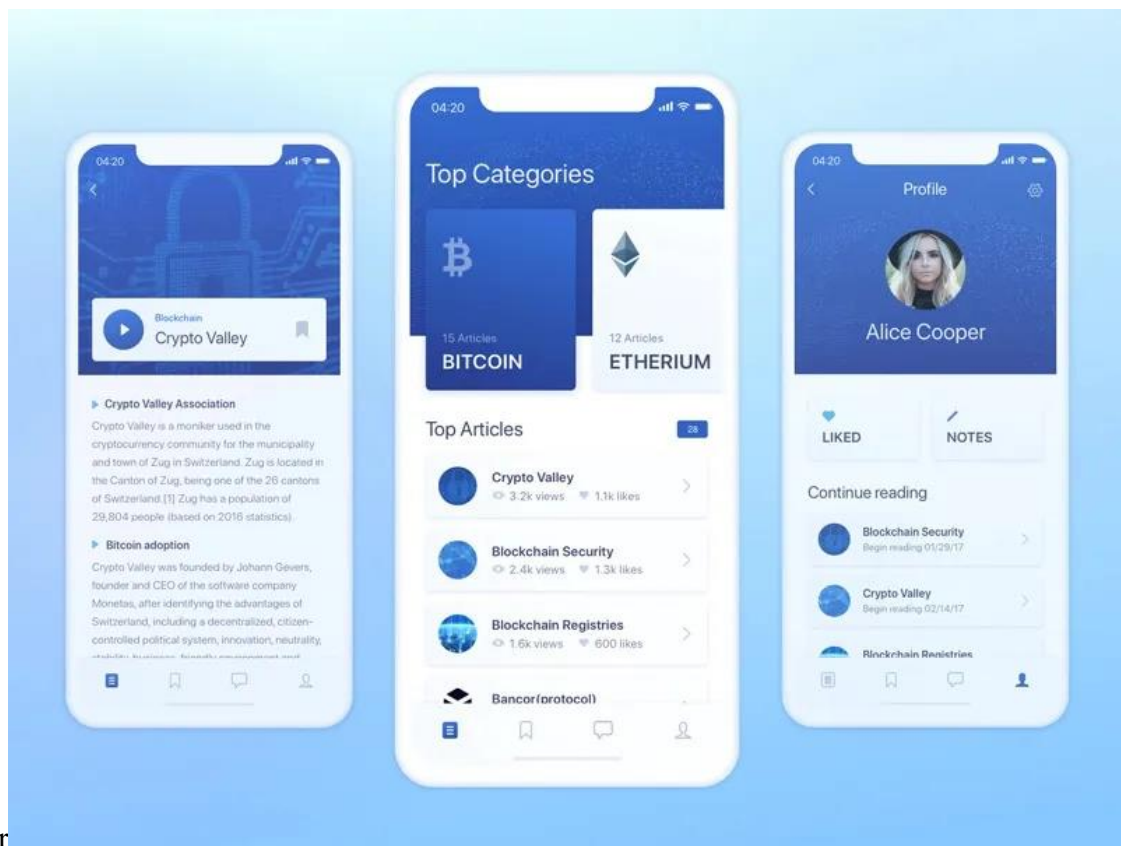 04:20
Blockchain
Crypto Valley
Crypto Valley Association
Crypto Valley is a moniker used in the
cryptocurrency community for the municipality
and town of Zug in Switzerland. Zug is located in
the Canton of Zug, being one of the 26 cantons
of Switzerland.[1] Zug has a population of
29,804 people (based on 2016 statistics).
Bitcoin adoption
Crypto Valley was founded by Johann Gevers,
founder and CEO of the software company
Monetas, after identifying the advantages of
Switzerland, including a decentralized, citizen-
controlled political system, innovation, neutrality,
stability, business-friendly environment and
04:20
Top Categories
15 Articles
BITCOIN
12 Articles
ETHERIUM
Top Articles
28
Crypto Valley
3.2k views 1.1k likes
Blockchain Security
2.4k views 1.3k likes
Blockchain Registries
1.6k views 600 likes
Bancor(protocol)
04:20
Profile
Alice Cooper
LIKED
NOTES
Continue reading
Blockchain Security
Begin reading 01/29/17
Crypto Valley
Begin reading 02/14/17
Blockchain Registries